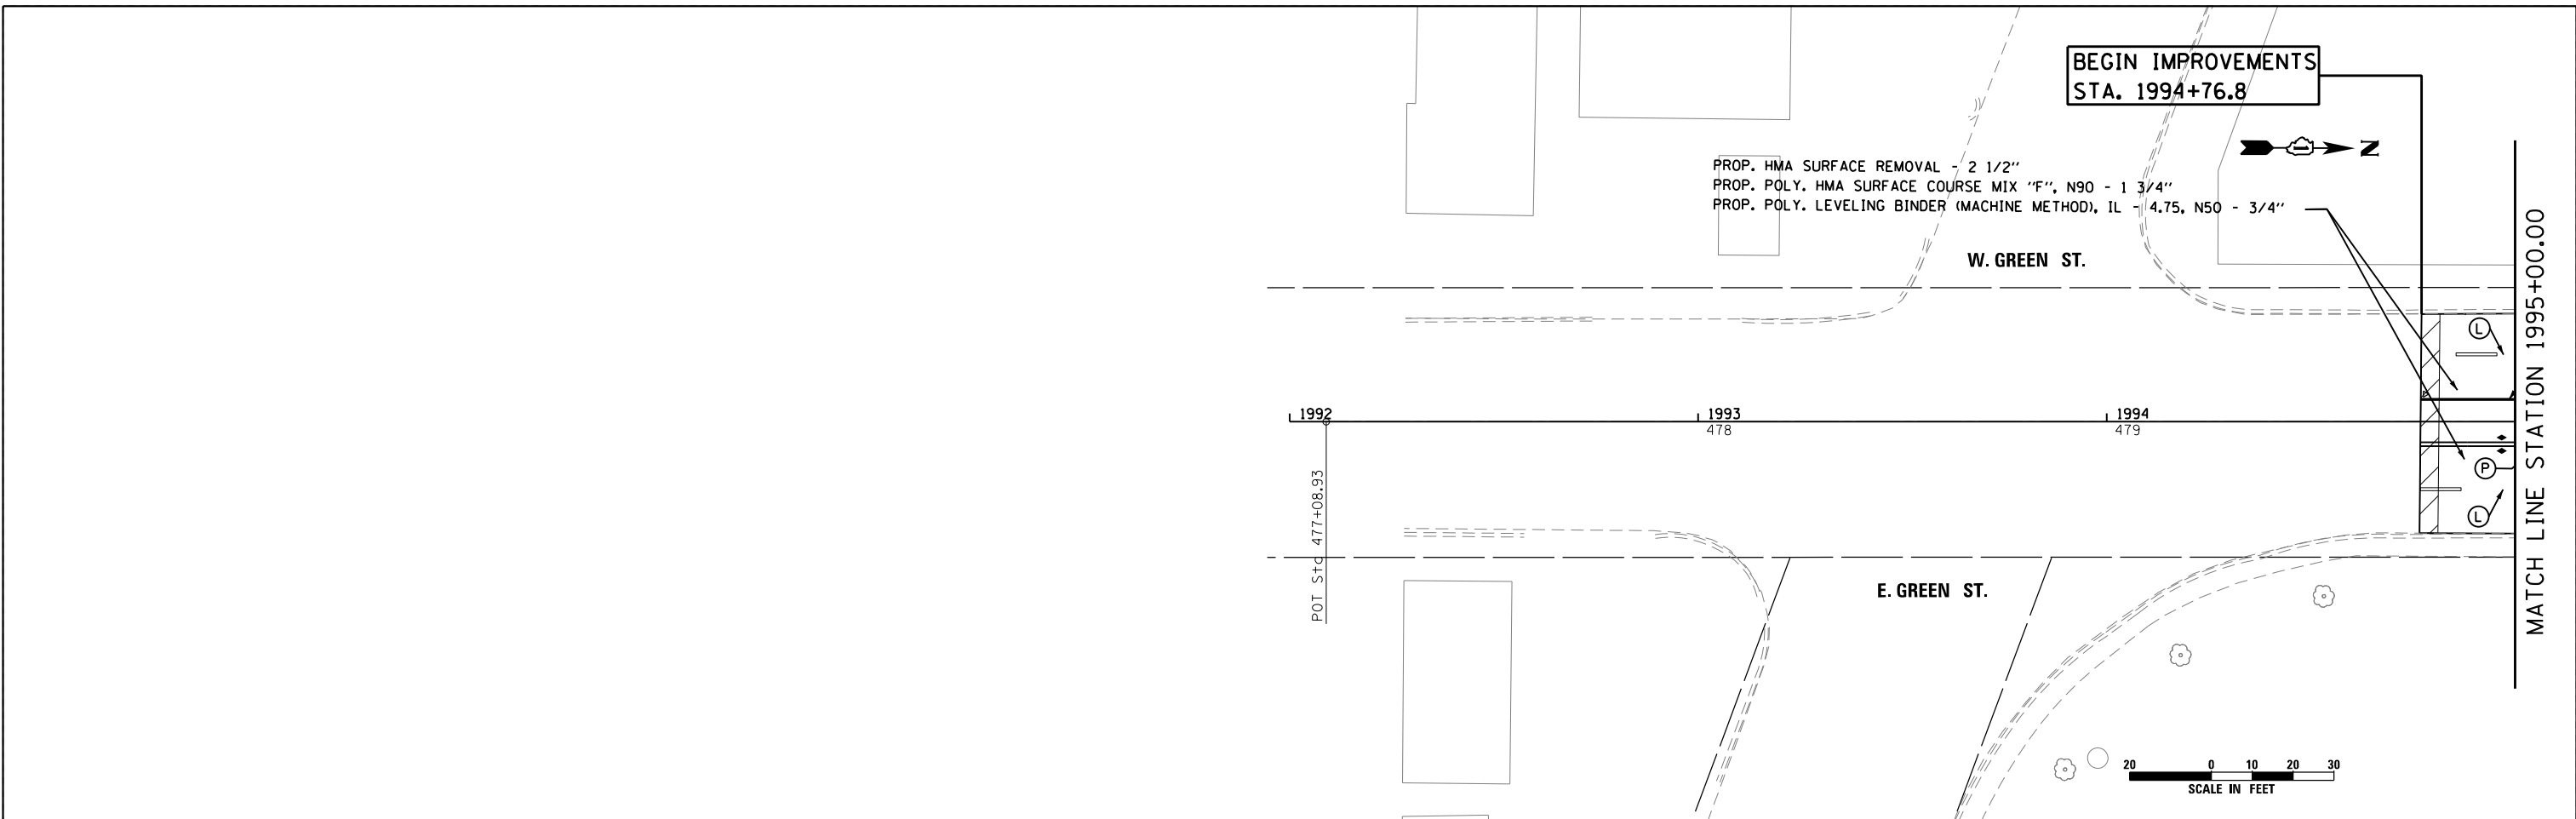 BEGIN IMPROVEMENTS
STA. 1994+76.8
N
PROP. HMA SURFACE REMOVAL - 2 1/2"
PROP. POLY. HMA SURFACE COURSE MIX "F", N90 - 1 3/4"
PROP. POLY. LEVELING BINDER (MACHINE METHOD), IL - 4.75, N50 - 3/4"
W. GREEN ST.
L
1992
1993
1994
478
479
P
L
POT Sta 477+08.93
MATCH LINE STATION 1995+00.00
E. GREEN ST.
20 0 10 20 30
SCALE IN FEET